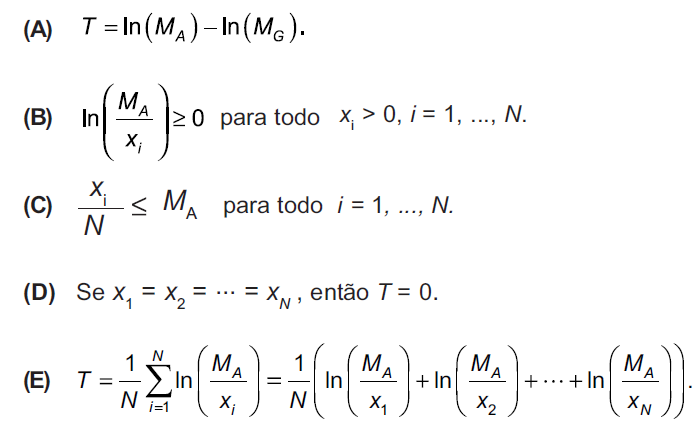 (A) T = ln(M_A) − ln(M_G).
(B) ln(M_A / x_i) ≥ 0 para todo x_i > 0, i = 1, ..., N.
(C) x_i / N ≤ M_A para todo i = 1, ..., N.
(D) Se x_1 = x_2 = ··· = x_N, então T = 0.
(E) T = 1/N ∑_{i=1}^{N} ln(M_A / x_i) = 1/N (ln(M_A / x_1) + ln(M_A / x_2) + ··· + ln(M_A / x_N)).